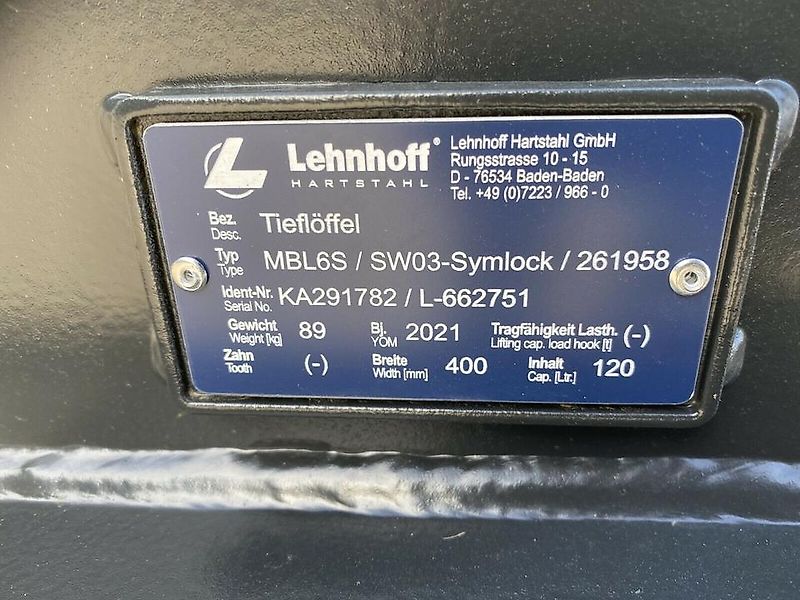 Lehnhoff®
HARTSTAHL
Lehnhoff Hartstahl GmbH
Rungsstrasse 10 - 15
D - 76534 Baden-Baden
Tel. +49 (0)7223 / 966 - 0
Bez. Tieflöffel
Desc.
Typ MBL6S / SW03-Symlock / 261958
Type
Ident-Nr. KA291782 / L-662751
Serial No.
Gewicht 89 Bj. 2021 Tragfähigkeit Lasth. (-)
Weight [kg] YOM Lifting cap. load hook [t]
Zahn (-) Breite 400 Inhalt 120
Tooth Width [mm] Cap. [Ltr.]